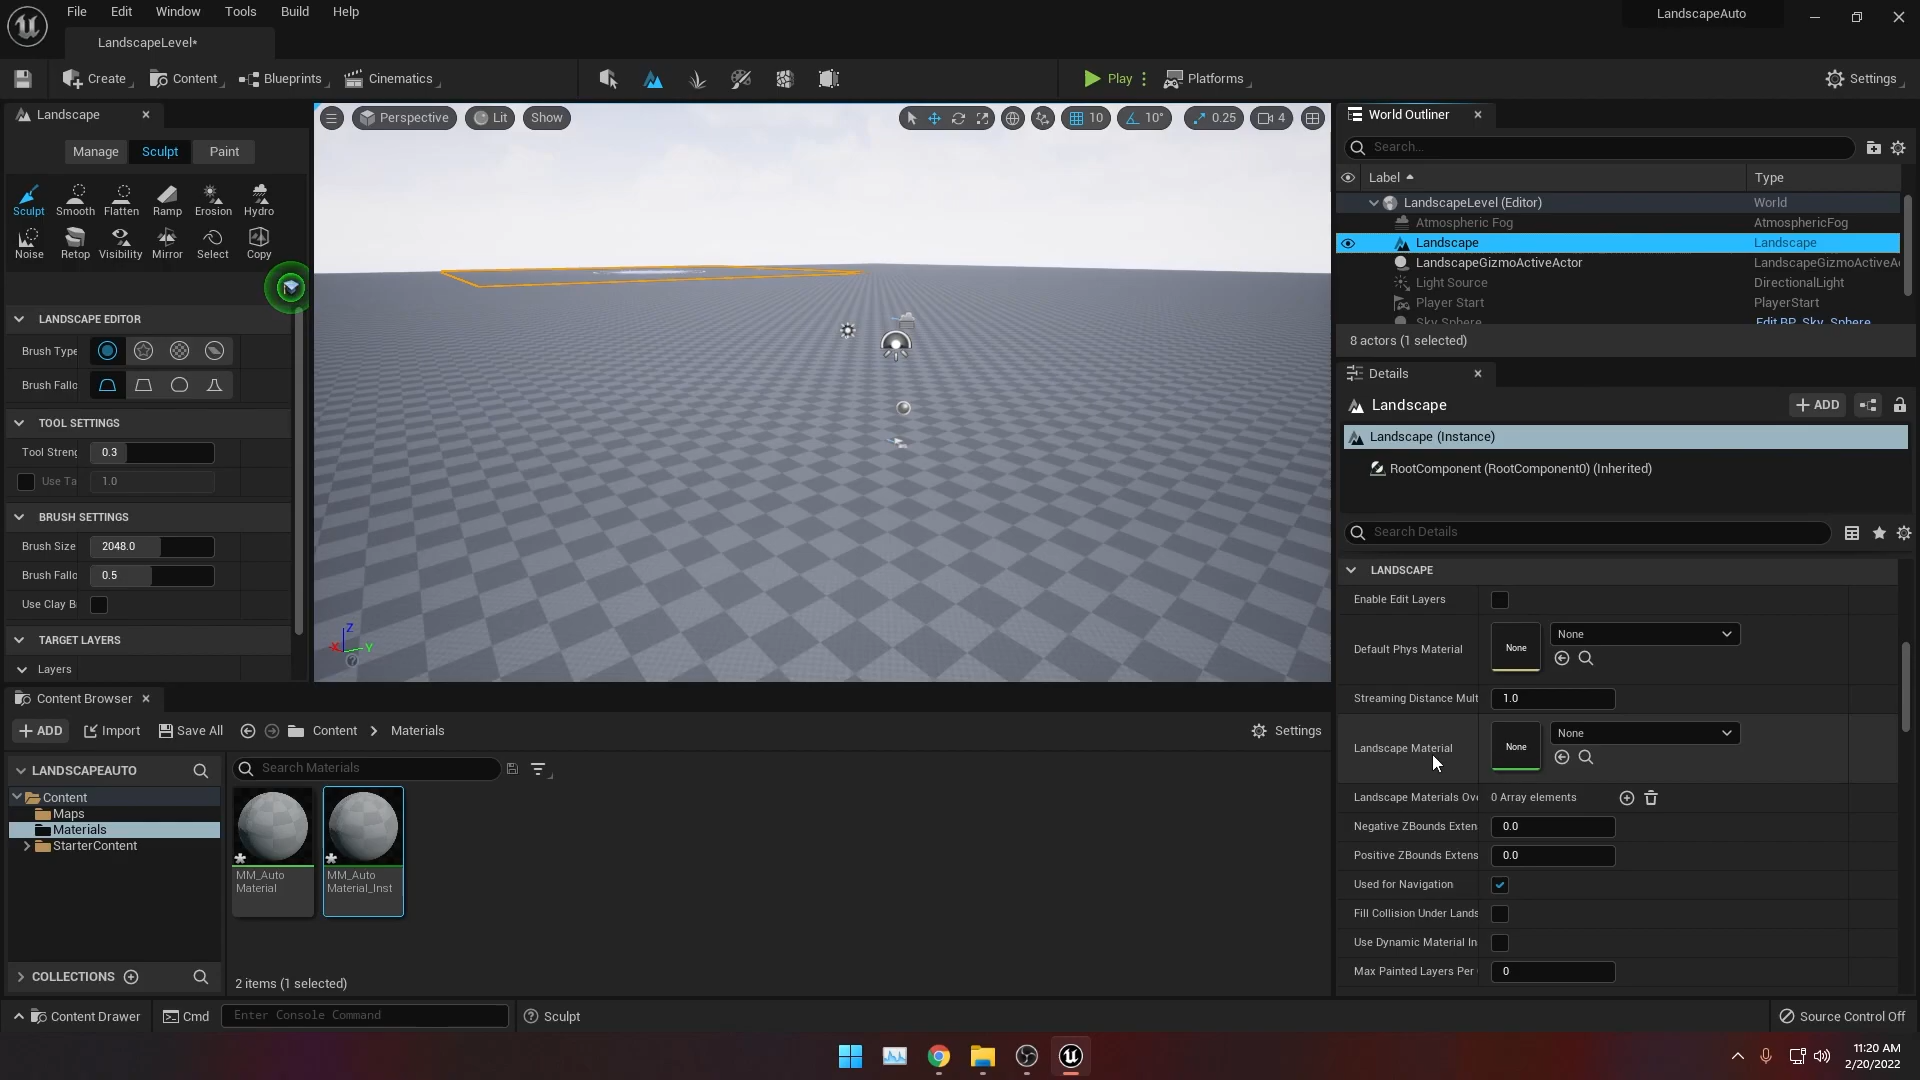 File Edit Window Tools Build Help
LandscapeAuto
LandscapeLevel*
Create Content Blueprints Cinematics Play Platforms Settings
Landscape
Manage Sculpt Paint
Sculpt Smooth Flatten Ramp Erosion Hydro
Noise Retop Visibility Mirror Select Copy
LANDSCAPE EDITOR
Brush Type
Brush Fallo
TOOL SETTINGS
Tool Streng 0.3
Use Ta 1.0
BRUSH SETTINGS
Brush Size 2048.0
Brush Fallo 0.5
Use Clay B
TARGET LAYERS
Layers
Perspective Lit Show 10 10° 0.25 4
Z
X Y
World Outliner
Search...
Label Type
LandscapeLevel (Editor) World
Atmospheric Fog AtmosphericFog
Landscape Landscape
LandscapeGizmoActiveActor LandscapeGizmoActiveA
Light Source DirectionalLight
Player Start PlayerStart
Sky Sphere Edit BP_Sky_Sphere
8 actors (1 selected)
Details
Landscape ADD
Landscape (Instance)
RootComponent (RootComponent0) (Inherited)
Search Details
LANDSCAPE
Enable Edit Layers
Default Phys Material None None
Streaming Distance Mult 1.0
Landscape Material None None
Landscape Materials Ove 0 Array elements
Negative ZBounds Exten 0.0
Positive ZBounds Extens 0.0
Used for Navigation
Fill Collision Under Lands
Use Dynamic Material In
Max Painted Layers Per 0
Content Browser
ADD Import Save All Content Materials Settings
LANDSCAPEAUTO
Search Materials
Content
Maps
Materials
StarterContent
MM_Auto
Material
MM_Auto
Material_Inst
COLLECTIONS
2 items (1 selected)
Content Drawer Cmd Enter Console Command Sculpt Source Control Off
11:20 AM
2/20/2022